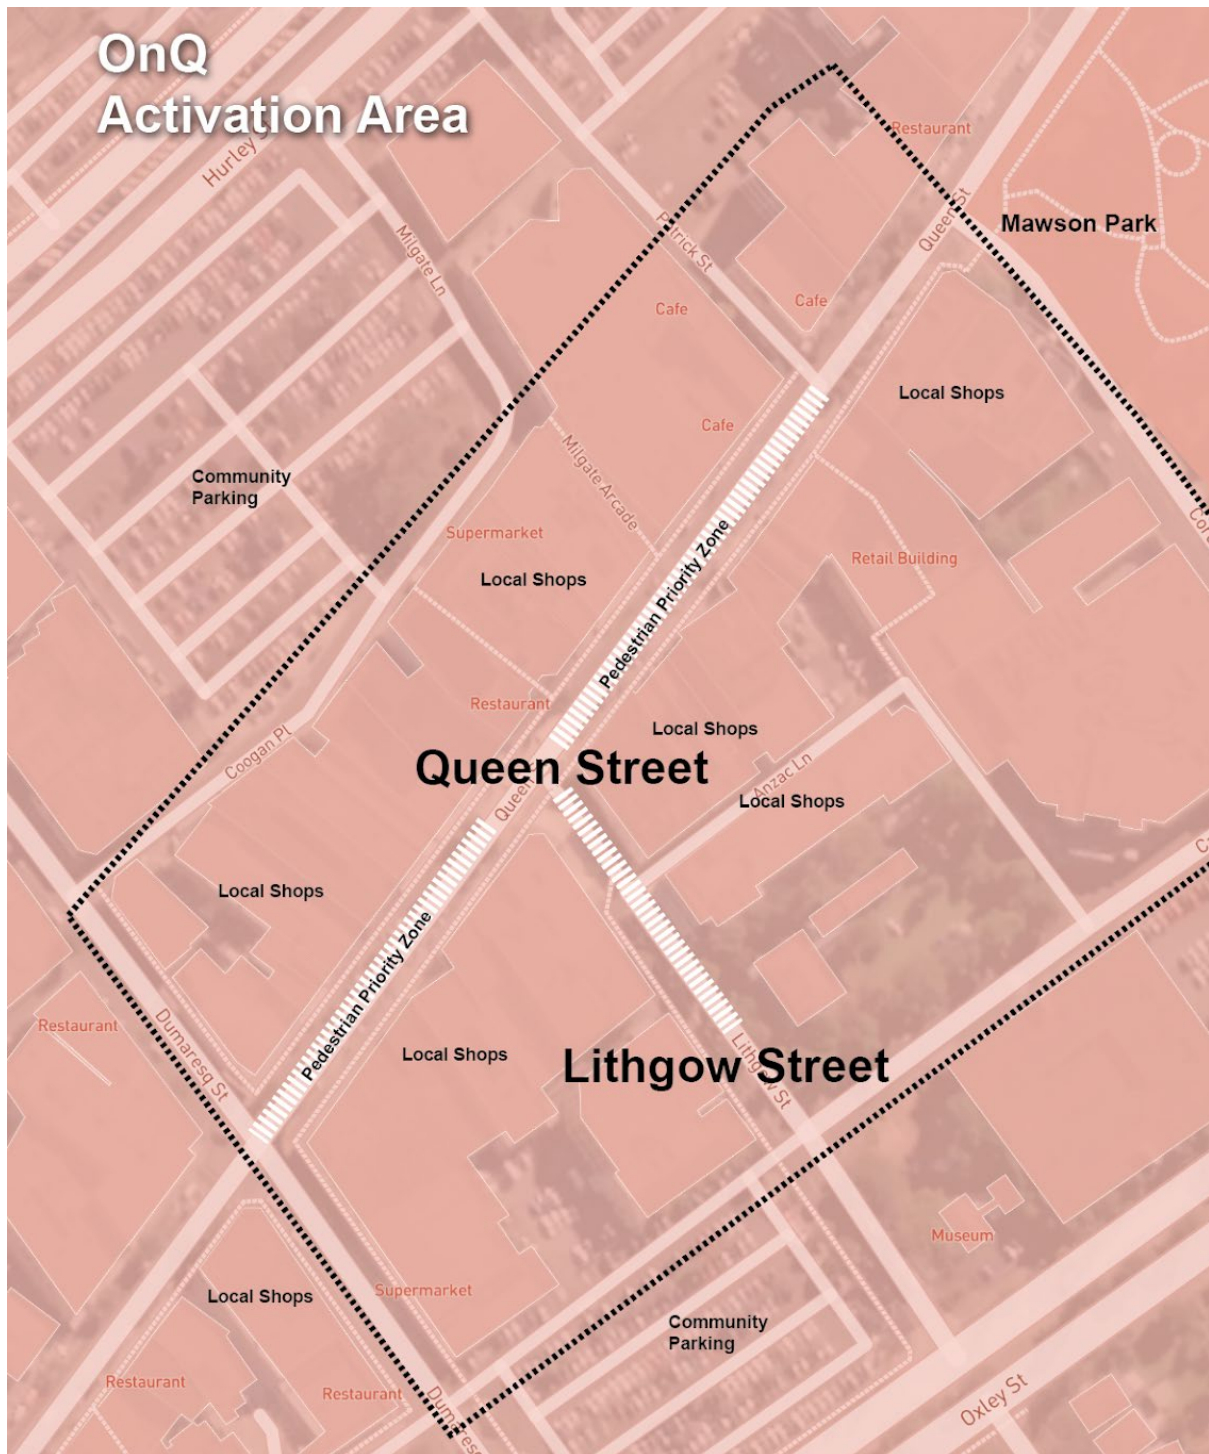 OnQ
Activation Area
Hurley
Restaurant
Queen St
Mawson Park
Patrick St
Milgate Ln
Cafe
Cafe
Local Shops
Cafe
Milgate Arcade
Community
Parking
Supermarket
Local Shops
Pedestrian Priority Zone
Retail Building
Restaurant
Local Shops
Coogan Pl
Queen Street
Queen
Anzac Ln
Local Shops
Local Shops
Pedestrian Priority Zone
Restaurant
Dumaresq St
Local Shops
Lithgow Street
Lithgow St
Museum
Local Shops
Supermarket
Community
Parking
Restaurant
Restaurant
Dumaresq
Oxley St